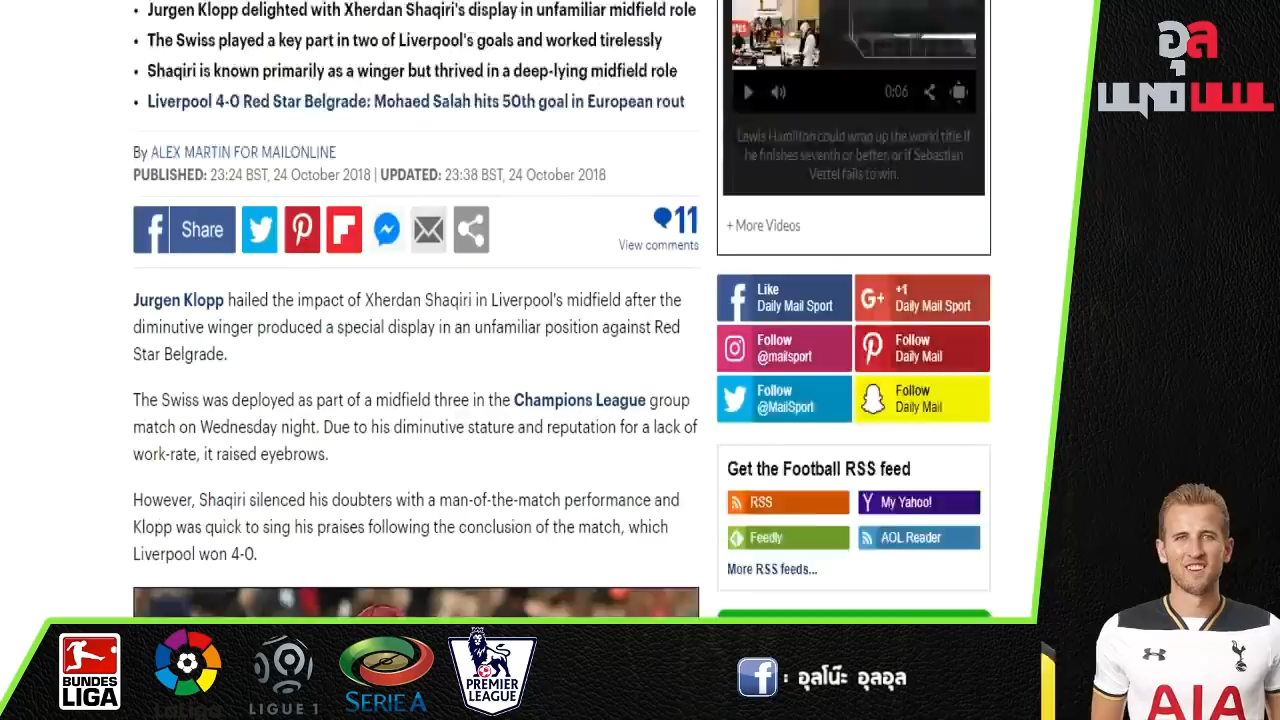 • Jurgen Klopp delighted with Xherdan Shaqiri's display in unfamiliar midfield role
• The Swiss played a key part in two of Liverpool's goals and worked tirelessly
• Shaqiri is known primarily as a winger but thrived in a deep-lying midfield role
• Liverpool 4-0 Red Star Belgrade: Mohaed Salah hits 50th goal in European rout
By ALEX MARTIN FOR MAILONLINE
PUBLISHED: 23:24 BST, 24 October 2018 | UPDATED: 23:38 BST, 24 October 2018
Share
11
View comments
Jurgen Klopp hailed the impact of Xherdan Shaqiri in Liverpool's midfield after the
diminutive winger produced a special display in an unfamiliar position against Red
Star Belgrade.
The Swiss was deployed as part of a midfield three in the Champions League group
match on Wednesday night. Due to his diminutive stature and reputation for a lack of
work-rate, it raised eyebrows.
However, Shaqiri silenced his doubters with a man-of-the-match performance and
Klopp was quick to sing his praises following the conclusion of the match, which
Liverpool won 4-0.
0:06
Lewis Hamilton could wrap up the world title if
he finishes seventh or better, or if Sebastian
Vettel fails to win.
+ More Videos
Like
Daily Mail Sport
G+
+1
Daily Mail Sport
Follow
@mailsport
Follow
Daily Mail
Follow
@MailSport
Follow
Daily Mail
Get the Football RSS feed
RSS
My Yahoo!
Feedly
AOL Reader
More RSS feeds...
อุล
BUNDES
LIGA
LaLiga
LIGUE 1
SERIE A
PREMIER
LEAGUE
: อุลโน๊ะ อุลอุล
AIA